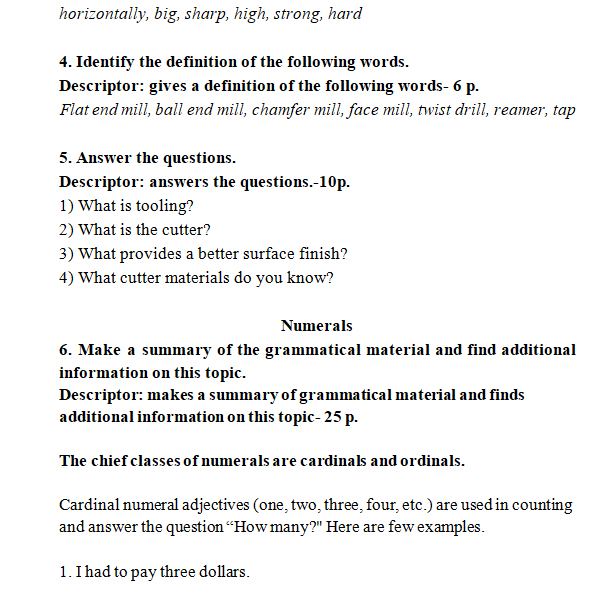 horizontally, big, sharp, high, strong, hard
4. Identify the definition of the following words.
Descriptor: gives a definition of the following words- 6 p.
Flat end mill, ball end mill, chamfer mill, face mill, twist drill, reamer, tap
5. Answer the questions.
Descriptor: answers the questions.-10p.
1) What is tooling?
2) What is the cutter?
3) What provides a better surface finish?
4) What cutter materials do you know?
Numerals
6. Make a summary of the grammatical material and find additional
information on this topic.
Descriptor: makes a summary of grammatical material and finds
additional information on this topic- 25 p.
The chief classes of numerals are cardinals and ordinals.
Cardinal numeral adjectives (one, two, three, four, etc.) are used in counting
and answer the question “How many?" Here are few examples.
1. I had to pay three dollars.